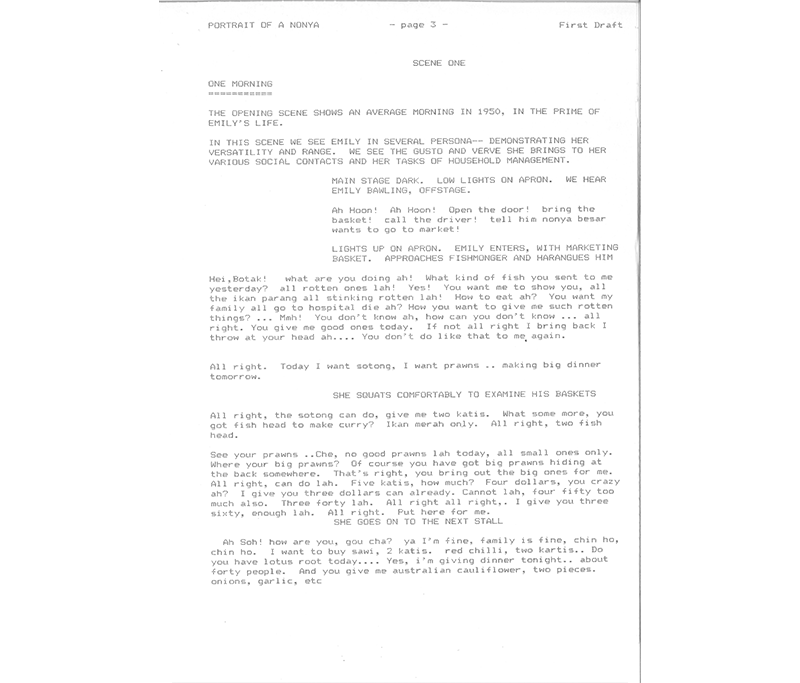 PORTRAIT OF A NONYA - page 3 - First Draft
SCENE ONE
ONE MORNING
===========
THE OPENING SCENE SHOWS AN AVERAGE MORNING IN 1950, IN THE PRIME OF
EMILY'S LIFE.
IN THIS SCENE WE SEE EMILY IN SEVERAL PERSONA-- DEMONSTRATING HER
VERSATILITY AND RANGE. WE SEE THE GUSTO AND VERVE SHE BRINGS TO HER
VARIOUS SOCIAL CONTACTS AND HER TASKS OF HOUSEHOLD MANAGEMENT.
MAIN STAGE DARK. LOW LIGHTS ON APRON. WE HEAR
EMILY BAWLING, OFFSTAGE.
Ah Hoon! Ah Hoon! Open the door! bring the
basket! call the driver! tell him nonya besar
wants to go to market!
LIGHTS UP ON APRON. EMILY ENTERS, WITH MARKETING
BASKET. APPROACHES FISHMONGER AND HARANGUES HIM
Hei,Botak! what are you doing ah! What kind of fish you sent to me
yesterday? all rotten ones lah! Yes! You want me to show you, all
the ikan parang all stinking rotten lah! How to eat ah? You want my
family all go to hospital die ah? How you want to give me such rotten
things? ... Mmh! You don't know ah, how can you don't know ... all
right. You give me good ones today. If not all right I bring back I
throw at your head ah.... You don't do like that to me again.
All right. Today I want sotong, I want prawns .. making big dinner
tomorrow.
SHE SQUATS COMFORTABLY TO EXAMINE HIS BASKETS
All right, the sotong can do, give me two katis. What some more, you
got fish head to make curry? Ikan merah only. All right, two fish
head.
See your prawns ..Che, no good prawns lah today, all small ones only.
Where your big prawns? Of course you have got big prawns hiding at
the back somewhere. That's right, you bring out the big ones for me.
All right, can do lah. Five katis, how much? Four dollars, you crazy
ah? I give you three dollars can already. Cannot lah, four fifty too
much also. Three forty lah. All right all right,. I give you three
sixty, enough lah. All right. Put here for me.
SHE GOES ON TO THE NEXT STALL
Ah Soh! how are you, gou cha? ya I'm fine, family is fine, chin ho,
chin ho. I want to buy sawi, 2 katis. red chilli, two kartis.. Do
you have lotus root today.... Yes, i'm giving dinner tonight.. about
forty people. And you give me australian cauliflower, two pieces.
onions, garlic, etc